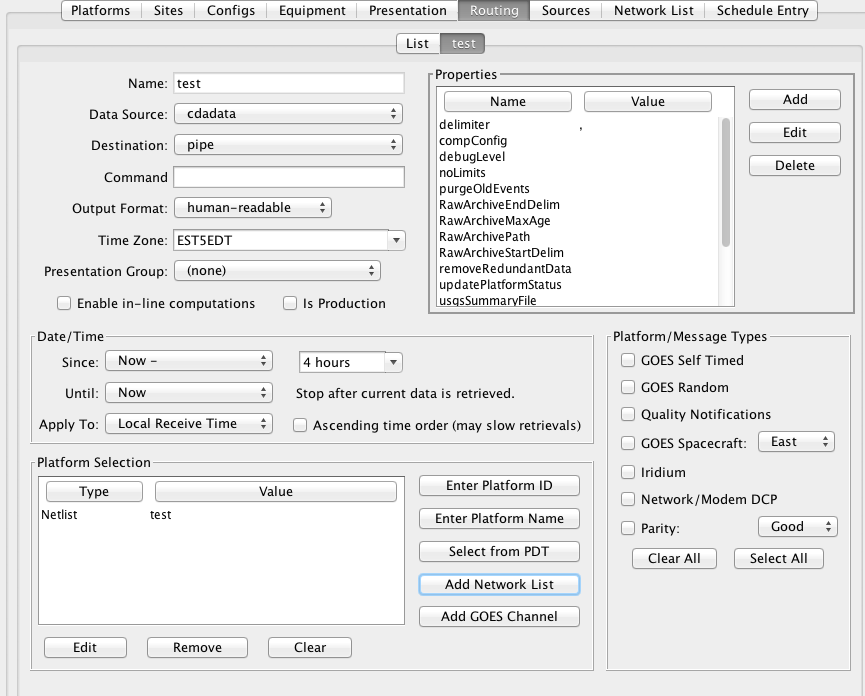 Platforms Sites Configs Equipment Presentation Routing Sources Network List Schedule Entry
List test
Name: test
Data Source: cdadata
Destination: pipe
Command
Output Format: human-readable
Time Zone: EST5EDT
Presentation Group: (none)
Enable in-line computations Is Production
Properties
Name Value
delimiter ,
compConfig
debugLevel
noLimits
purgeOldEvents
RawArchiveEndDelim
RawArchiveMaxAge
RawArchivePath
RawArchiveStartDelim
removeRedundantData
updatePlatformStatus
usgsSummaryFile
Add
Edit
Delete
Date/Time
Since: Now - 4 hours
Until: Now Stop after current data is retrieved.
Apply To: Local Receive Time Ascending time order (may slow retrievals)
Platform Selection
Type Value
Netlist test
Enter Platform ID
Enter Platform Name
Select from PDT
Add Network List
Add GOES Channel
Edit Remove Clear
Platform/Message Types
GOES Self Timed
GOES Random
Quality Notifications
GOES Spacecraft: East
Iridium
Network/Modem DCP
Parity: Good
Clear All Select All